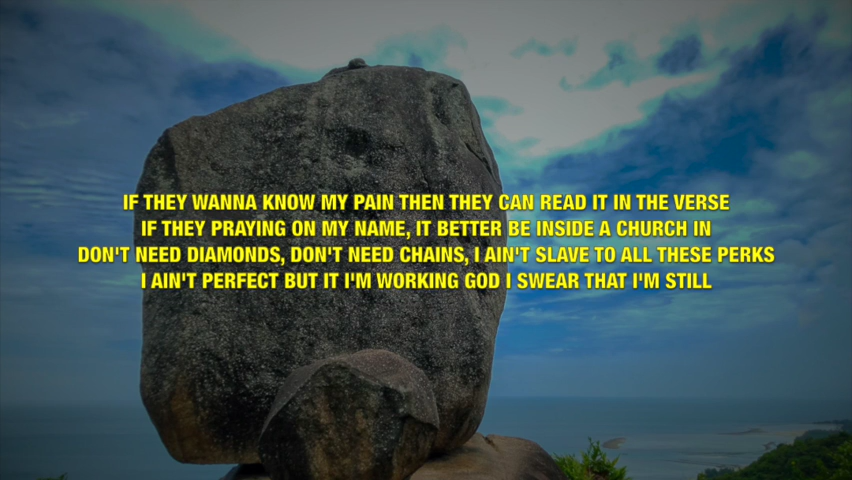 IF THEY WANNA KNOW MY PAIN THEN THEY CAN READ IT IN THE VERSE
IF THEY PRAYING ON MY NAME, IT BETTER BE INSIDE A CHURCH IN
DON'T NEED DIAMONDS, DON'T NEED CHAINS, I AIN'T SLAVE TO ALL THESE PERKS
I AIN'T PERFECT BUT IT I'M WORKING GOD I SWEAR THAT I'M STILL